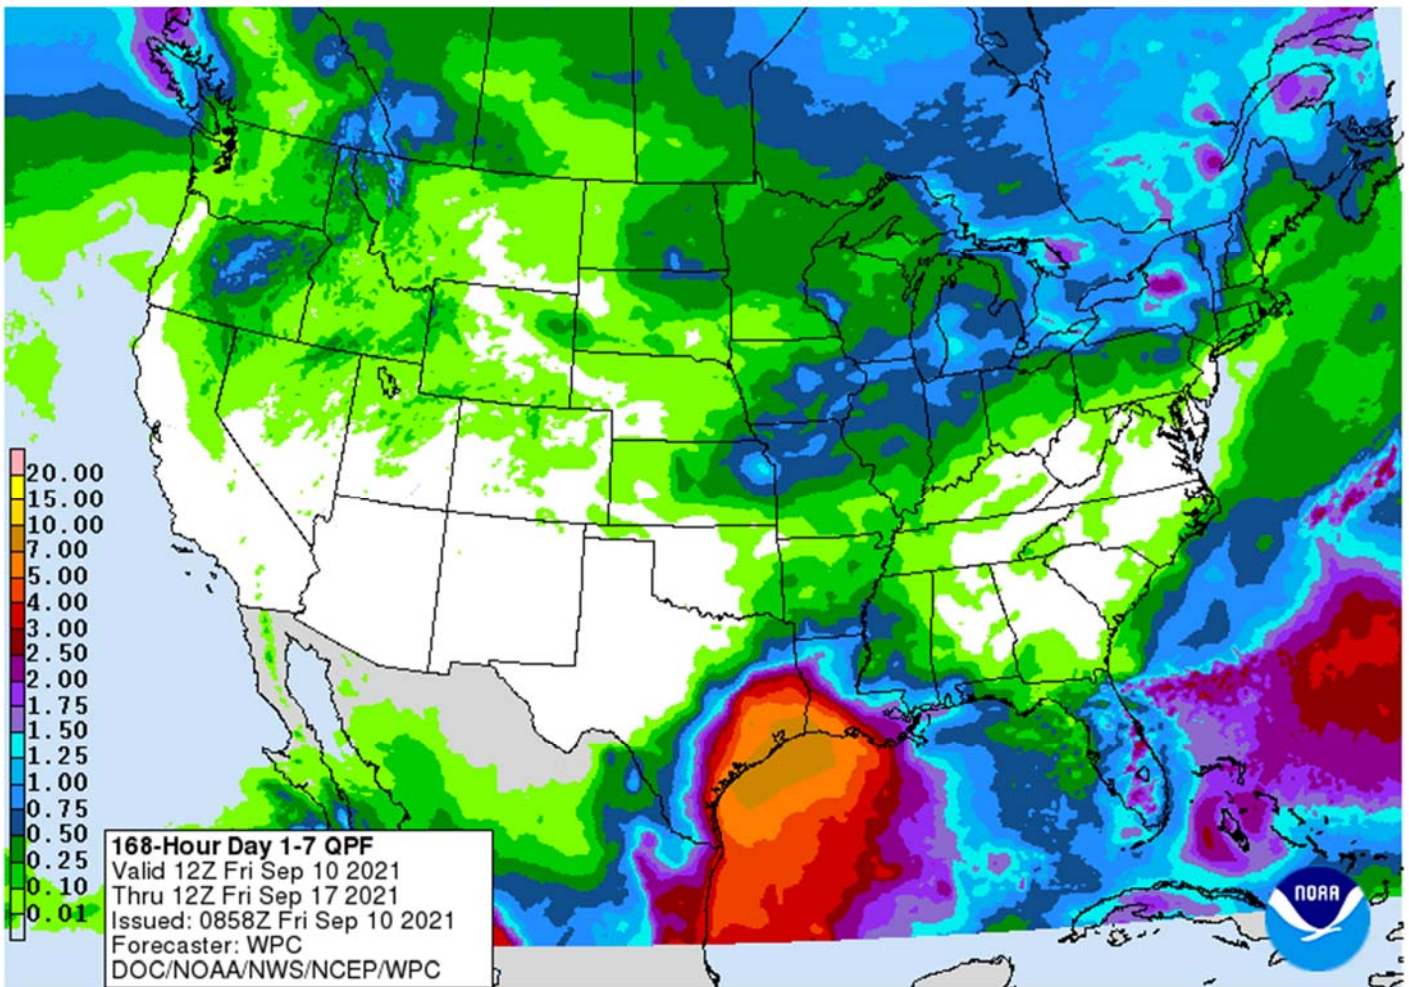 20.00
15.00
10.00
7.00
5.00
4.00
3.00
2.50
2.00
1.75
1.50
1.25
1.00
0.75
0.50
0.25
0.10
0.01
168-Hour Day 1-7 QPF
Valid 12Z Fri Sep 10 2021
Thru 12Z Fri Sep 17 2021
Issued: 0858Z Fri Sep 10 2021
Forecaster: WPC
DOC/NOAA/NWS/NCEP/WPC
NOAA